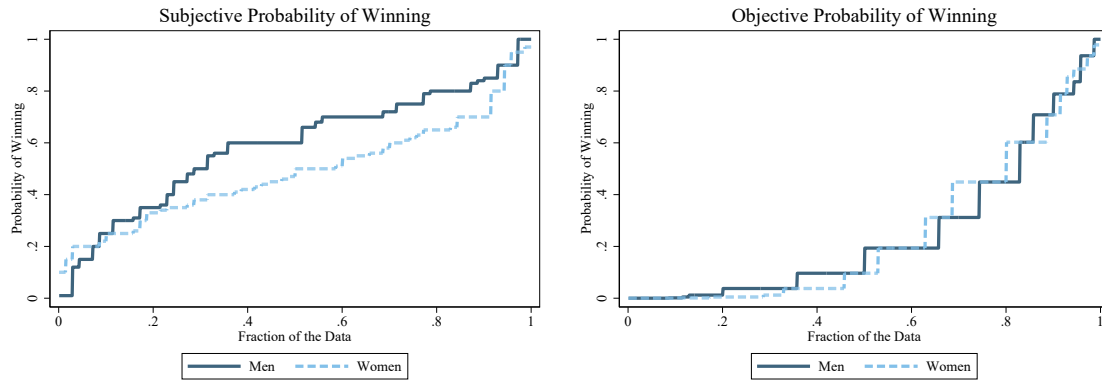 Subjective Probability of Winning
Probability of Winning
0 .2 .4 .6 .8 1
0 .2 .4 .6 .8 1
Fraction of the Data
Men Women
Objective Probability of Winning
Probability of Winning
0 .2 .4 .6 .8 1
0 .2 .4 .6 .8 1
Fraction of the Data
Men Women